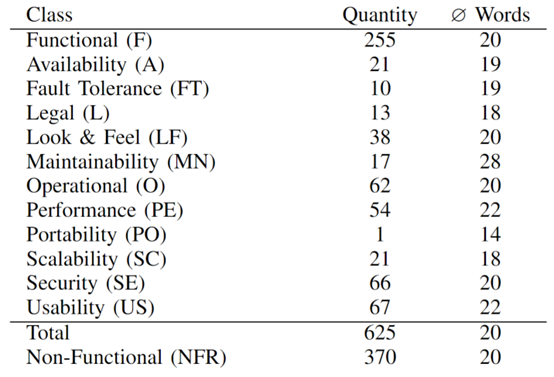 Class Quantity ∅ Words
Functional (F) 255 20
Availability (A) 21 19
Fault Tolerance (FT) 10 19
Legal (L) 13 18
Look & Feel (LF) 38 20
Maintainability (MN) 17 28
Operational (O) 62 20
Performance (PE) 54 22
Portability (PO) 1 14
Scalability (SC) 21 18
Security (SE) 66 20
Usability (US) 67 22
Total 625 20
Non-Functional (NFR) 370 20